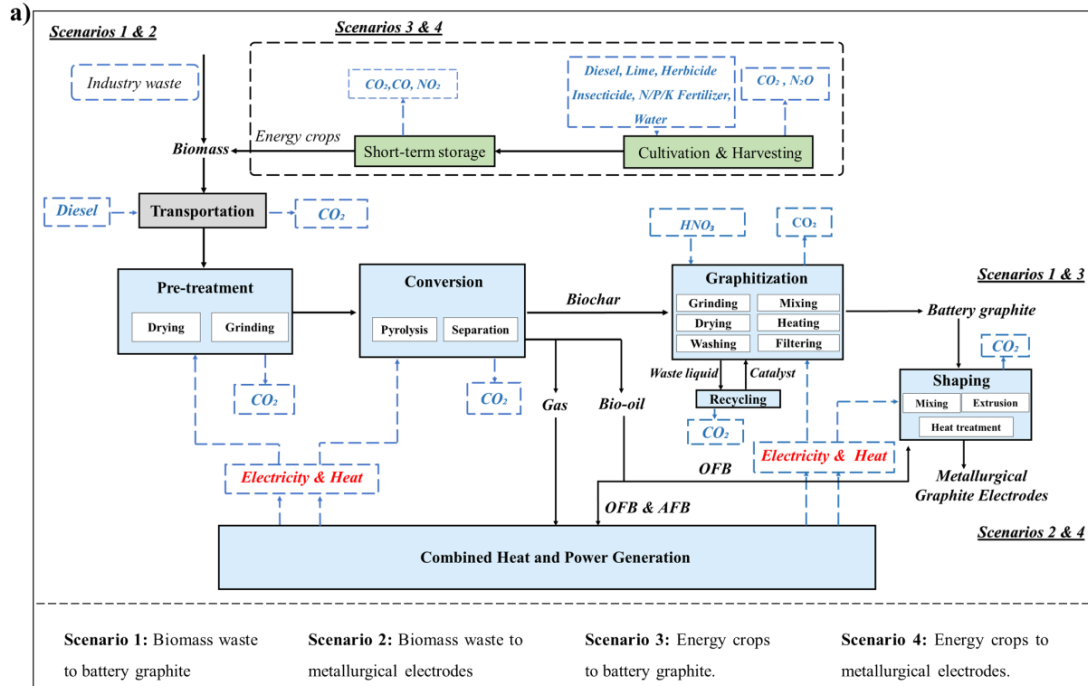 a)
Scenarios 1 & 2
Scenarios 3 & 4
Industry waste
CO₂,CO, NO₂
Diesel, Lime, Herbicide
Insecticide, N/P/K Fertilizer,
Water
CO₂ , N₂O
Energy crops
Biomass
Short-term storage
Cultivation & Harvesting
Diesel
Transportation
CO₂
HNO₃
CO₂
Pre-treatment
Drying
Grinding
Conversion
Pyrolysis
Separation
Biochar
Graphitization
Grinding
Mixing
Drying
Heating
Washing
Filtering
Scenarios 1 & 3
Battery graphite
CO₂
CO₂
CO₂
Gas
Bio-oil
Waste liquid
Catalyst
Recycling
CO₂
Shaping
Mixing
Extrusion
Heat treatment
Electricity & Heat
Electricity & Heat
OFB
OFB & AFB
Metallurgical
Graphite Electrodes
Scenarios 2 & 4
Combined Heat and Power Generation
Scenario 1: Biomass waste
to battery graphite
Scenario 2: Biomass waste to
metallurgical electrodes
Scenario 3: Energy crops
to battery graphite.
Scenario 4: Energy crops to
metallurgical electrodes.